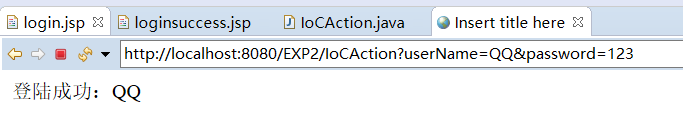 login.jsp loginsuccess.jsp IoCAction.java Insert title here
http://localhost:8080/EXP2/IoCAction?userName=QQ&password=123
登陆成功：QQ